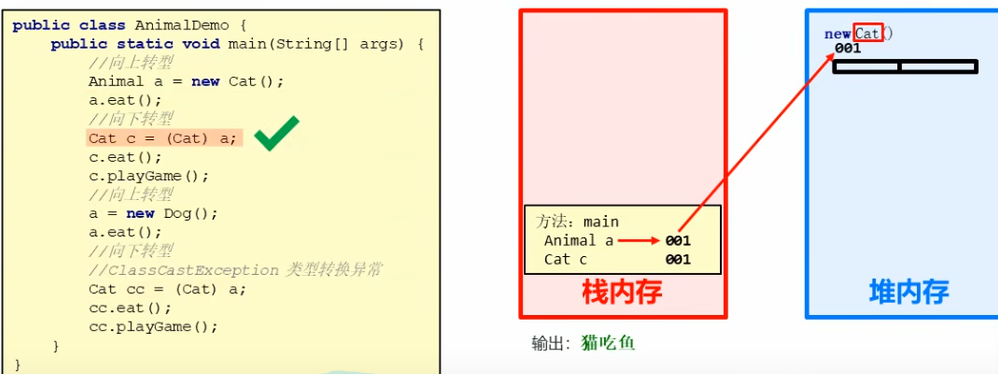 public class AnimalDemo {
public static void main(String[] args) {
//向上转型
Animal a = new Cat();
a.eat();
//向下转型
Cat c = (Cat) a;
c.eat();
c.playGame();
//向上转型
a = new Dog();
a.eat();
//向下转型
//ClassCastException 类型转换异常
Cat cc = (Cat) a;
cc.eat();
cc.playGame();
}
}
方法：main
Animal a 001
Cat c 001
栈内存
输出：猫吃鱼
new Cat()
001
堆内存